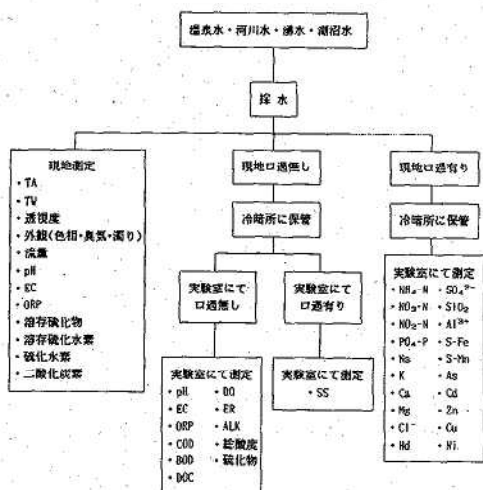 温泉水・河川水・湧水・湖沼水
採 水
現地測定
・TA
・TW
・透視度
・外観(色相・臭気・濁り)
・流量
・pH
・EC
・ORP
・溶存硫化物
・溶存硫化水素
・硫化水素
・二酸化炭素
現地ロ過無し
冷暗所に保管
実験室にて
ロ過無し
実験室にて測定
・pH ・DO
・EC ・ER
・ORP ・ALK
・COD ・総酸度
・BOD ・硫化物
・DOC
実験室にて
ロ過有り
実験室にて測定
・SS
現地ロ過有り
冷暗所に保管
実験室にて測定
・NH₄-N ・SO₄²⁻
・NO₃-N ・SiO₂
・NO₂-N ・Al³⁺
・PO₄-P ・S-Fe
・Na ・S-Mn
・K ・As
・Ca ・Cd
・Mg ・Zn
・Cl⁻ ・Cu
・Hd ・Ni